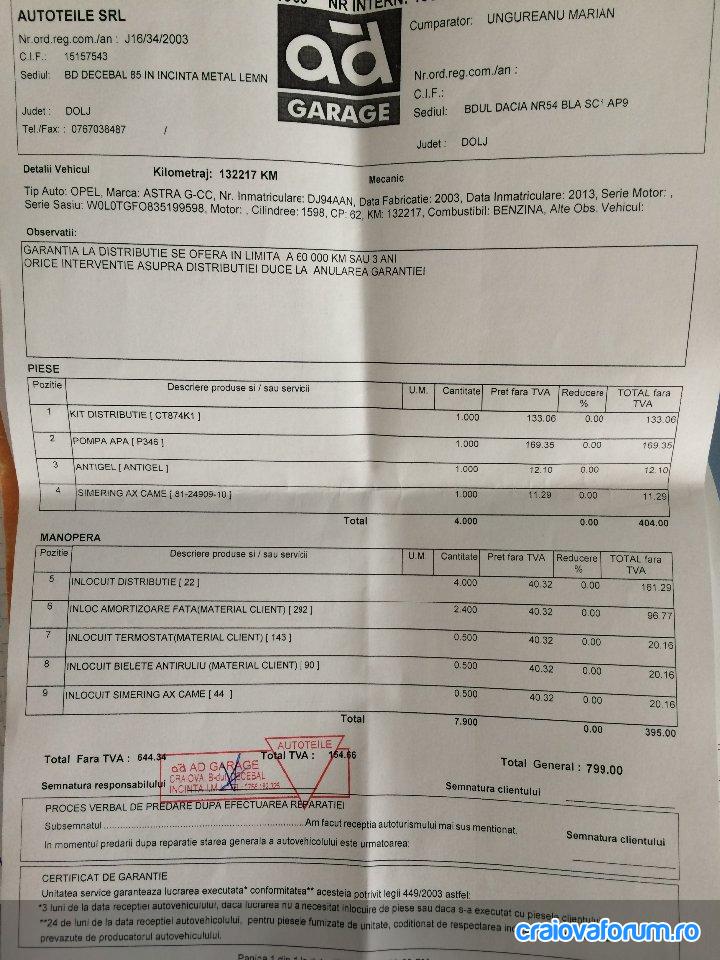 NR INTERN:
AUTOTEILE SRL
Nr.ord.reg.com./an : J16/34/2003
C.I.F.: 15157543
Sediul: BD DECEBAL 85 IN INCINTA METAL LEMN
Judet : DOLJ
Tel./Fax: : 0767038487 /
ad
GARAGE
Cumparator: UNGUREANU MARIAN
Nr.ord.reg.com./an :
C.I.F.:
Sediul: BDUL DACIA NR54 BLA SC1 AP9
Judet : DOLJ
Detalii Vehicul Kilometraj: 132217 KM Mecanic
Tip Auto: OPEL, Marca: ASTRA G-CC, Nr. Inmatriculare: DJ94AAN, Data Fabricatie: 2003, Data Inmatriculare: 2013, Serie Motor: ,
Serie Sasiu: W0L0TGFO835199598, Motor: , Cilindree: 1598, CP: 62, KM: 132217, Combustibil: BENZINA, Alte Obs. Vehicul:
Observatii:
GARANTIA LA DISTRIBUTIE SE OFERA IN LIMITA A 60 000 KM SAU 3 ANI
ORICE INTERVENTIE ASUPRA DISTRIBUTIEI DUCE LA ANULAREA GARANTIEI
PIESE
Pozitie Descriere produse si / sau servicii U.M. Cantitate Pret fara TVA Reducere % TOTAL fara TVA
1 KIT DISTRIBUTIE [ CT874K1 ] 1.000 133.06 0.00 133.06
2 POMPA APA [ P346 ] 1.000 169.35 0.00 169.35
3 ANTIGEL [ ANTIGEL ] 1.000 12.10 0.00 12.10
4 SIMERING AX CAME [ 81-24909-10 ] 1.000 11.29 0.00 11.29
Total 4.000 0.00 404.00
MANOPERA
Pozitie Descriere produse si / sau servicii U.M. Cantitate Pret fara TVA Reducere % TOTAL fara TVA
5 INLOCUIT DISTRIBUTIE [ 22 ] 4.000 40.32 0.00 161.29
6 INLOC AMORTIZOARE FATA(MATERIAL CLIENT) [ 292 ] 2.400 40.32 0.00 96.77
7 INLOCUIT TERMOSTAT(MATERIAL CLIENT) [ 143 ] 0.500 40.32 0.00 20.16
8 INLOCUIT BIELETE ANTIRULIU (MATERIAL CLIENT) [ 90 ] 0.500 40.32 0.00 20.16
9 INLOCUIT SIMERING AX CAME [ 44 ] 0.500 40.32 0.00 20.16
Total 7.900 0.00 395.00
Total Fara TVA : 644.34 Total TVA : 154.66 Total General : 799.00
AUTOTEILE
ad AD GARAGE
CRAIOVA, B-dul DECEBAL
INCINTA I.M.
Semnatura responsabilului Semnatura clientului
PROCES VERBAL DE PREDARE DUPA EFECTUAREA REPARATIEI
Subsemnatul ........................ Am facut receptia autoturismului mai sus mentionat.
In momentul predarii dupa reparatie starea generala a autovehicolului este urmatoarea: Semnatura clientului
CERTIFICAT DE GARANTIE
Unitatea service garanteaza lucrarea executata* conformitatea** acesteia potrivit legii 449/2003 astfel:
*3 luni de la data receptiei autovehiculului, daca lucrarea nu a necesitat inlocuire de piese sau daca s-a executat cu piesele clientului
**24 de luni de la data receptiei autovehicolului, pentru piesele furnizate de unitate, coditionat de respectarea
prevazute de producatorul autovehiculului.
Pagina 1 din 1
craiovaforum.ro